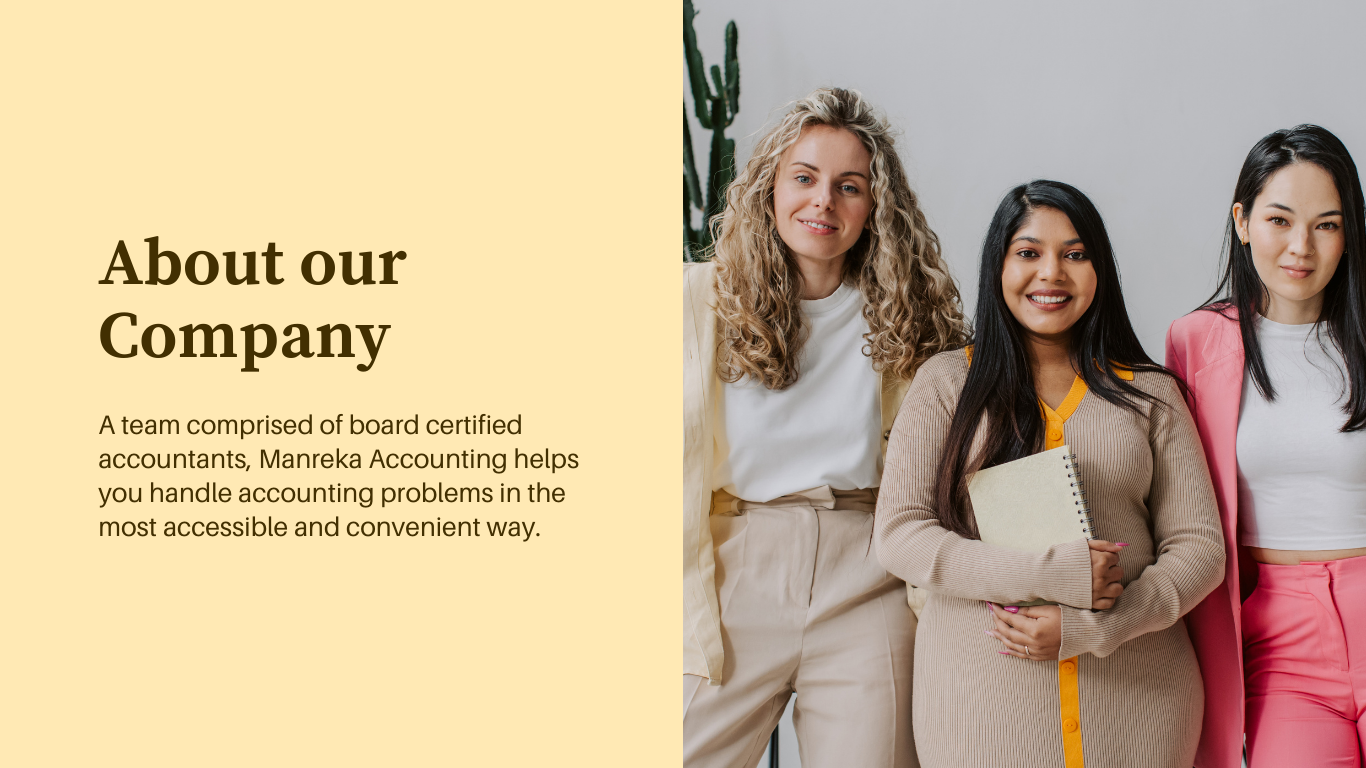 About our
Company
A team comprised of board certified
accountants, Manreka Accounting helps
you handle accounting problems in the
most accessible and convenient way.